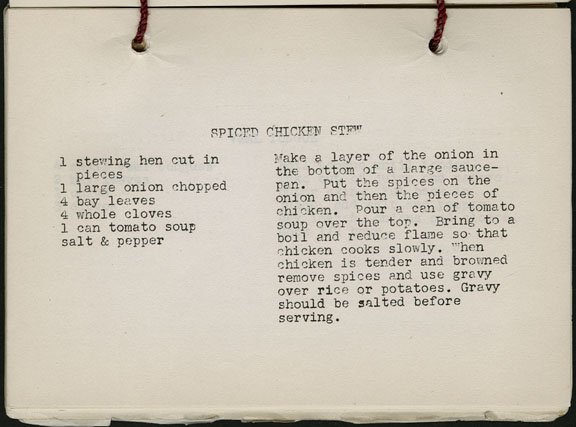 SPICED CHICKEN STEW
1 stewing hen cut in
pieces
1 large onion chopped
4 bay leaves
4 whole cloves
1 can tomato soup
salt & pepper
Make a layer of the onion in
the bottom of a large sauce-
pan. Put the spices on the
onion and then the pieces of
chicken. Pour a can of tomato
soup over the top. Bring to a
boil and reduce flame so that
chicken cooks slowly. When
chicken is tender and browned
remove spices and use gravy
over rice or potatoes. Gravy
should be salted before
serving.